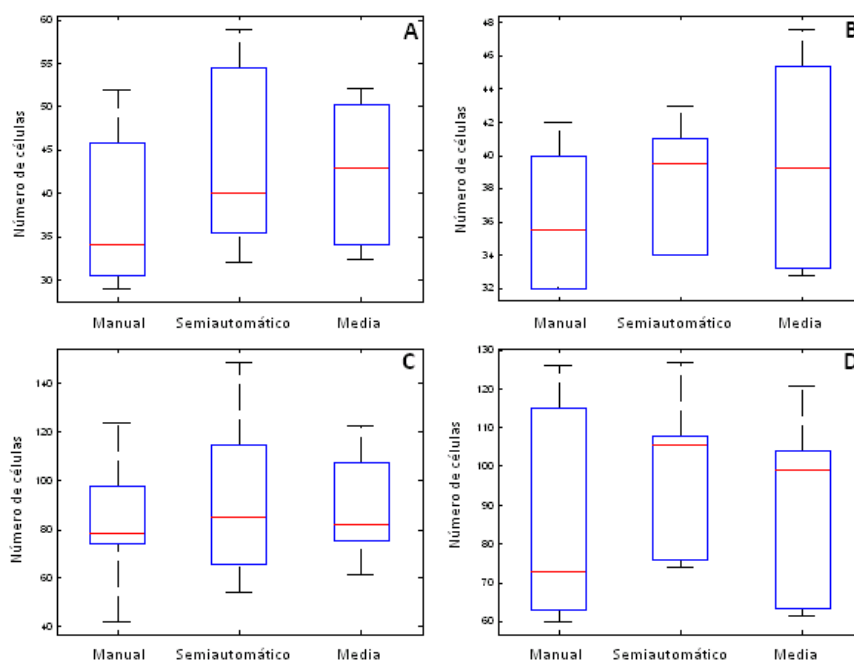 A
Número de células
60
55
50
45
40
35
30
Manual Semiautomático Media
B
Número de células
48
46
44
42
40
38
36
34
32
Manual Semiautomático Media
C
Número de células
140
120
100
80
60
40
Manual Semiautomático Media
D
Número de células
130
120
110
100
90
80
70
60
Manual Semiautomático Media